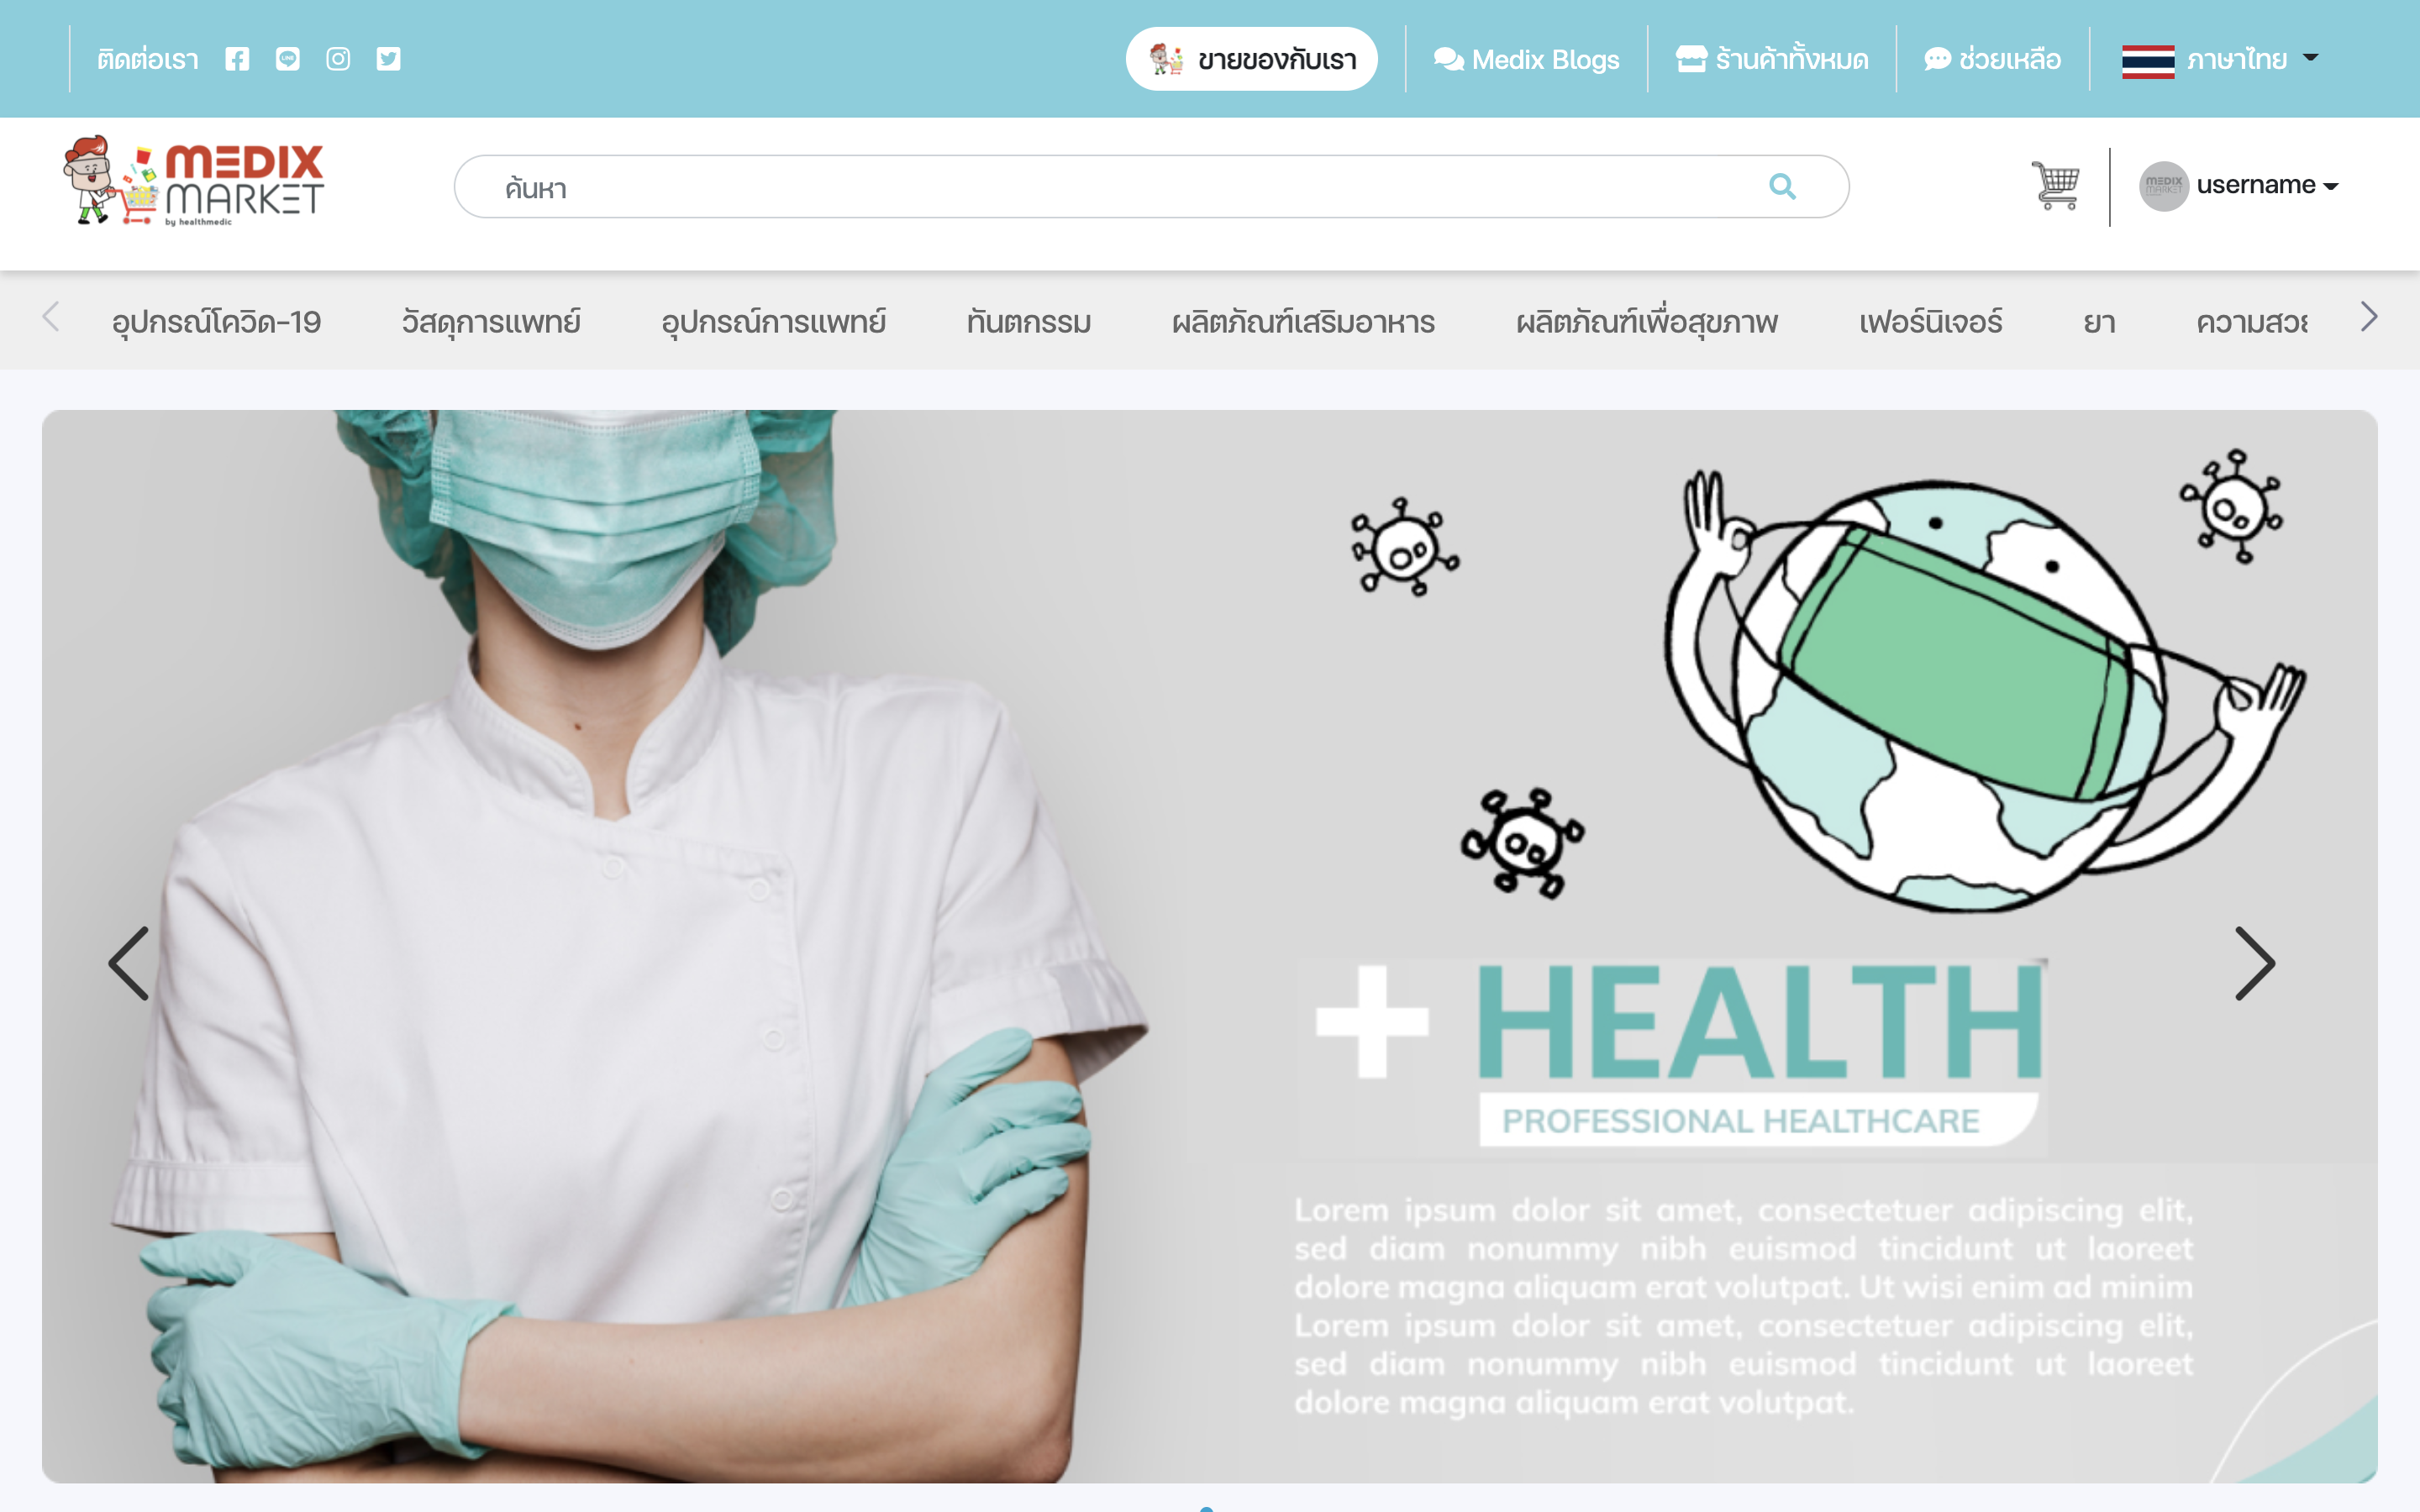 ติดต่อเรา
ขายของกับเรา
Medix Blogs
ร้านค้าทั้งหมด
ช่วยเหลือ
ภาษาไทย
MEDIX
MARKET
by healthmedic
ค้นหา
MEDIX
MARKET
username
อุปกรณ์โควิด-19
วัสดุการแพทย์
อุปกรณ์การแพทย์
ทันตกรรม
ผลิตภัณฑ์เสริมอาหาร
ผลิตภัณฑ์เพื่อสุขภาพ
เฟอร์นิเจอร์
ยา
HEALTH
PROFESSIONAL HEALTHCARE
Lorem ipsum dolor sit amet, consectetuer adipiscing elit,
sed diam nonummy nibh euismod tincidunt ut laoreet
dolore magna aliquam erat volutpat. Ut wisi enim ad minim
Lorem ipsum dolor sit amet, consectetuer adipiscing elit,
sed diam nonummy nibh euismod tincidunt ut laoreet
dolore magna aliquam erat volutpat.